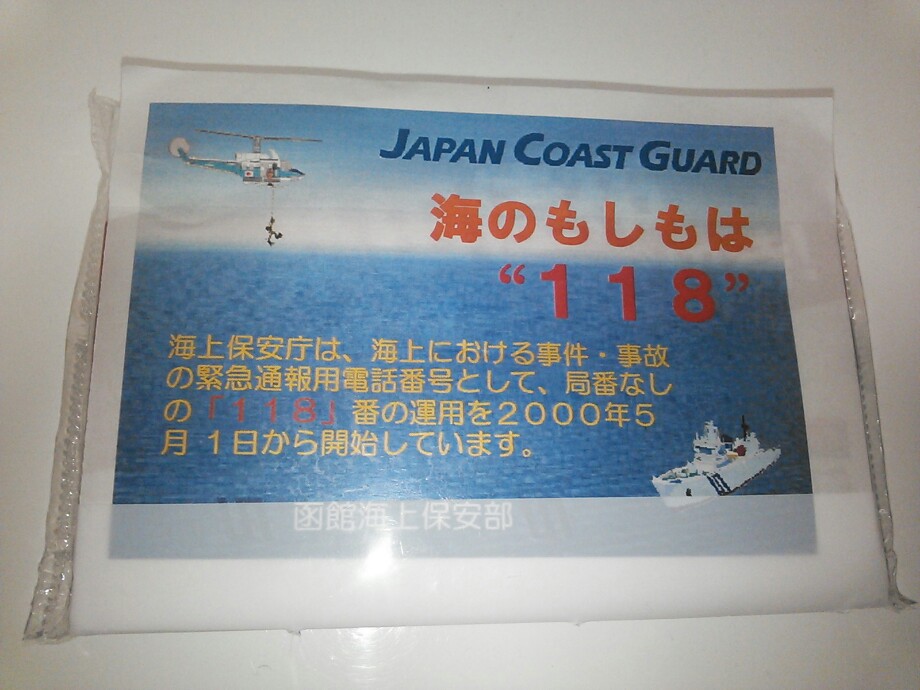 JAPAN COAST GUARD
海のもしもは
“118”
海上保安庁は、海上における事件・事故
の緊急通報用電話番号として、局番なし
の「118」番の運用を2000年5
月1日から開始しています。
函館海上保安部